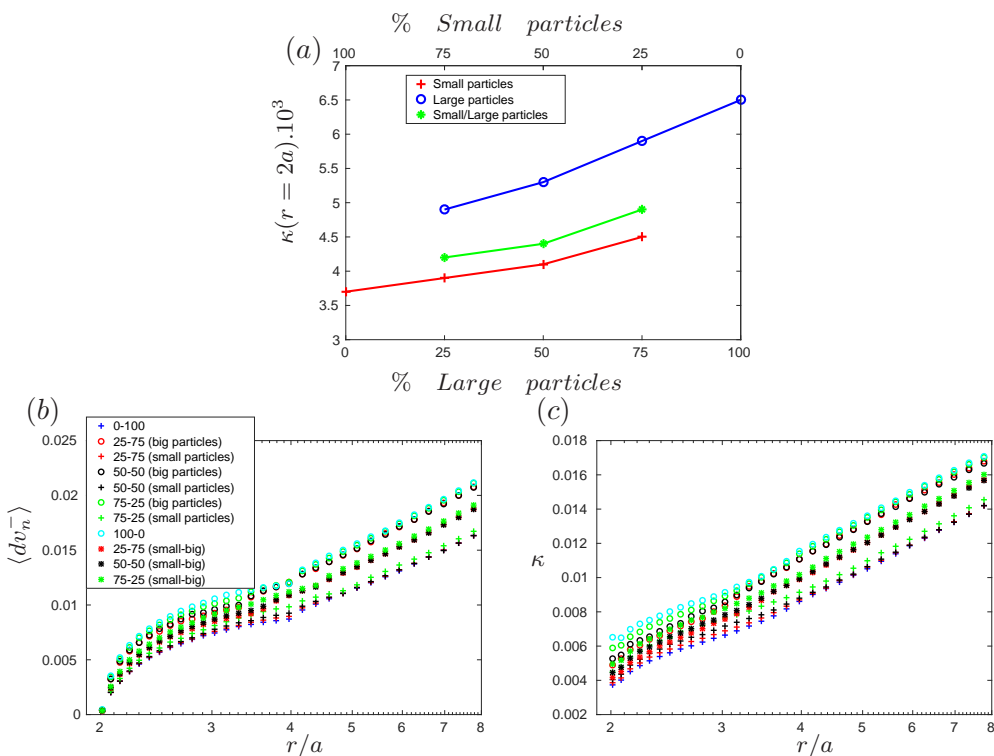 % Small particles
(a)
100 75 50 25 0
7
6.5
6
5.5
5
4.5
4
3.5
3
κ(r = 2a).10³
Small particles
Large particles
Small/Large particles
0 25 50 75 100
% Large particles
(b)
0.025
0.02
0.015
0.01
0.005
0
⟨dv_n^-⟩
0-100
25-75 (big particles)
25-75 (small particles)
50-50 (big particles)
50-50 (small particles)
75-25 (big particles)
75-25 (small particles)
100-0
25-75 (small-big)
50-50 (small-big)
75-25 (small-big)
2 3 4 5 6 7 8
r/a
(c)
0.018
0.016
0.014
0.012
0.01
0.008
0.006
0.004
0.002
κ
2 3 4 5 6 7 8
r/a